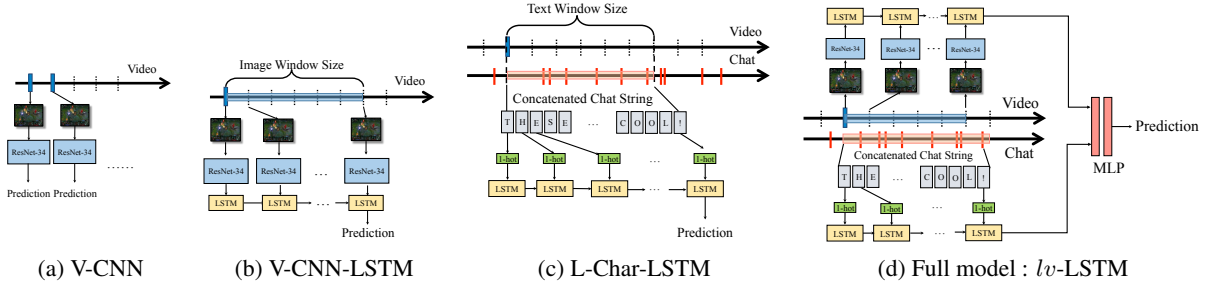 Video
ResNet-34
ResNet-34
Prediction
Prediction
(a) V-CNN
Image Window Size
Video
ResNet-34
ResNet-34
ResNet-34
LSTM
LSTM
...
LSTM
Prediction
(b) V-CNN-LSTM
Text Window Size
Video
Chat
Concatenated Chat String
T H E S E ... C O O L !
1-hot
1-hot
1-hot
1-hot
LSTM
LSTM
LSTM
...
LSTM
Prediction
(c) L-Char-LSTM
LSTM
LSTM
...
LSTM
ResNet-34
ResNet-34
...
ResNet-34
Video
Chat
Concatenated Chat String
T H E ... C O O L !
1-hot
1-hot
...
1-hot
LSTM
LSTM
...
LSTM
MLP
Prediction
(d) Full model : lv-LSTM